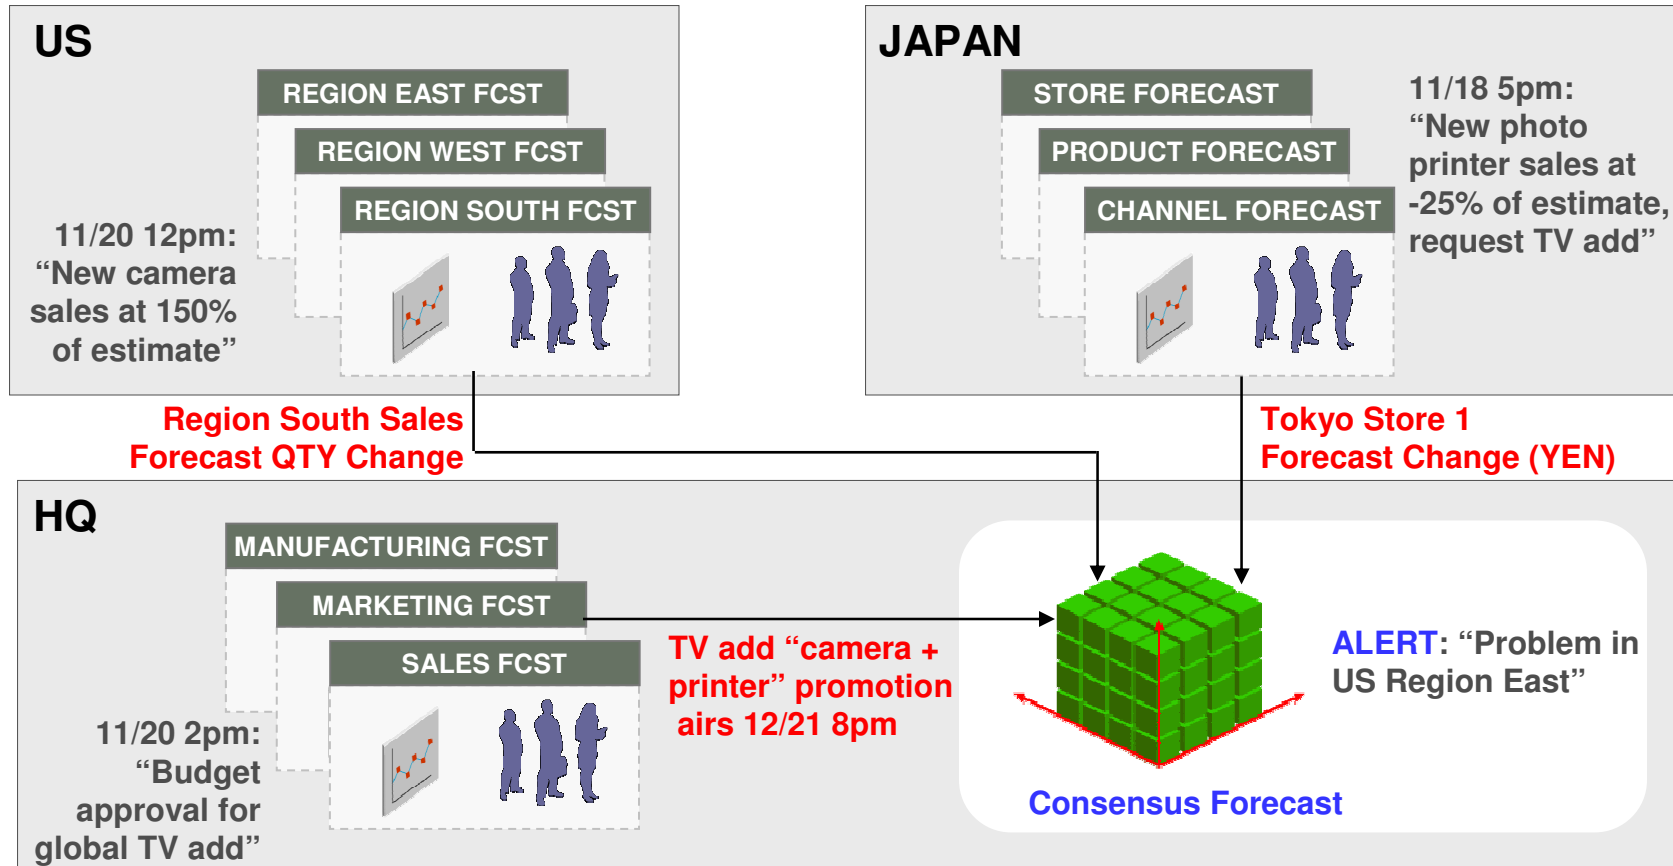 US
REGION EAST FCST
REGION WEST FCST
REGION SOUTH FCST
11/20 12pm:
“New camera
sales at 150%
of estimate”
JAPAN
STORE FORECAST
PRODUCT FORECAST
CHANNEL FORECAST
11/18 5pm:
“New photo
printer sales at
-25% of estimate,
request TV add”
Region South Sales
Forecast QTY Change
Tokyo Store 1
Forecast Change (YEN)
HQ
MANUFACTURING FCST
MARKETING FCST
SALES FCST
11/20 2pm:
“Budget
approval for
global TV add”
TV add “camera +
printer” promotion
airs 12/21 8pm
ALERT: “Problem in
US Region East”
Consensus Forecast